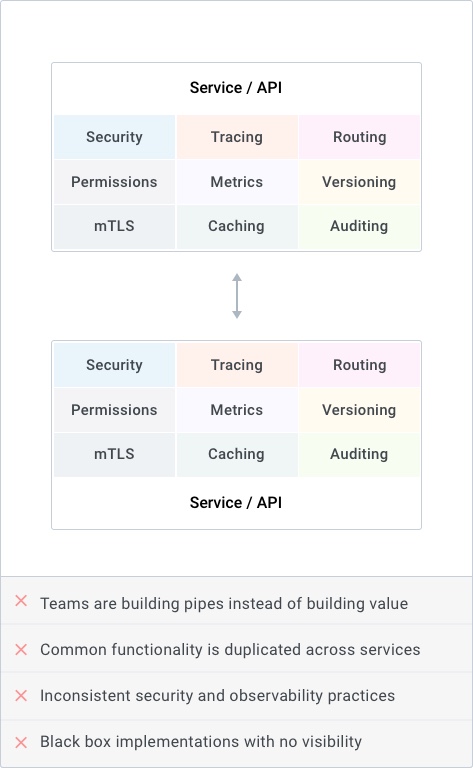 Service / API
Security Tracing Routing
Permissions Metrics Versioning
mTLS Caching Auditing
Security Tracing Routing
Permissions Metrics Versioning
mTLS Caching Auditing
Service / API
Teams are building pipes instead of building value
Common functionality is duplicated across services
Inconsistent security and observability practices
Black box implementations with no visibility